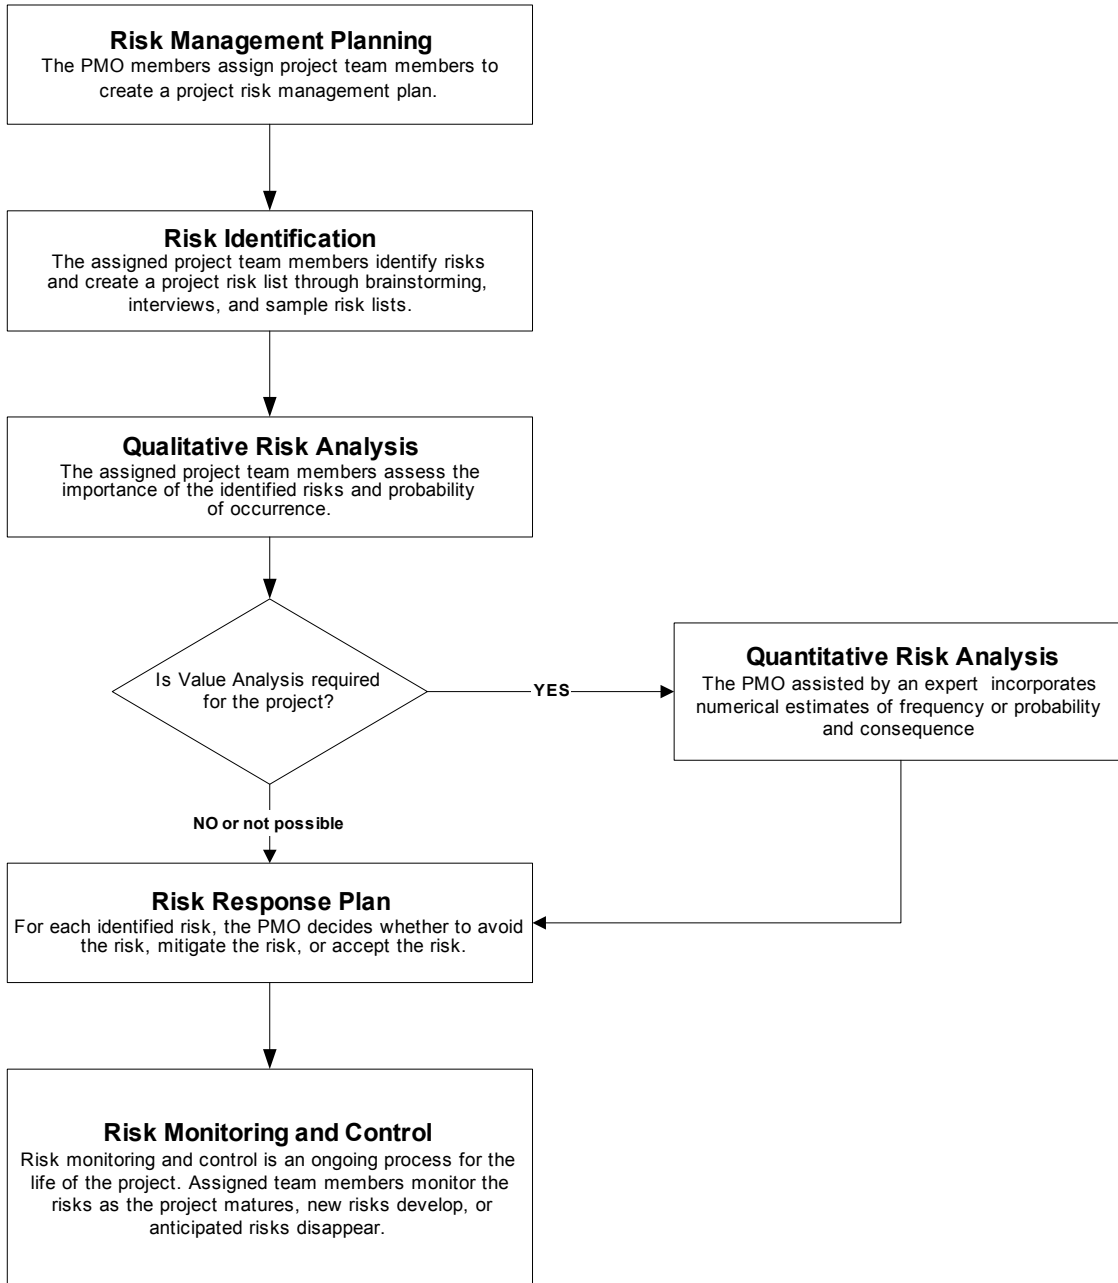 Risk Management Planning
The PMO members assign project team members to
create a project risk management plan.
Risk Identification
The assigned project team members identify risks
and create a project risk list through brainstorming,
interviews, and sample risk lists.
Qualitative Risk Analysis
The assigned project team members assess the
importance of the identified risks and probability
of occurrence.
Is Value Analysis required
for the project?
YES
Quantitative Risk Analysis
The PMO assisted by an expert incorporates
numerical estimates of frequency or probability
and consequence
NO or not possible
Risk Response Plan
For each identified risk, the PMO decides whether to avoid
the risk, mitigate the risk, or accept the risk.
Risk Monitoring and Control
Risk monitoring and control is an ongoing process for the
life of the project. Assigned team members monitor the
risks as the project matures, new risks develop, or
anticipated risks disappear.